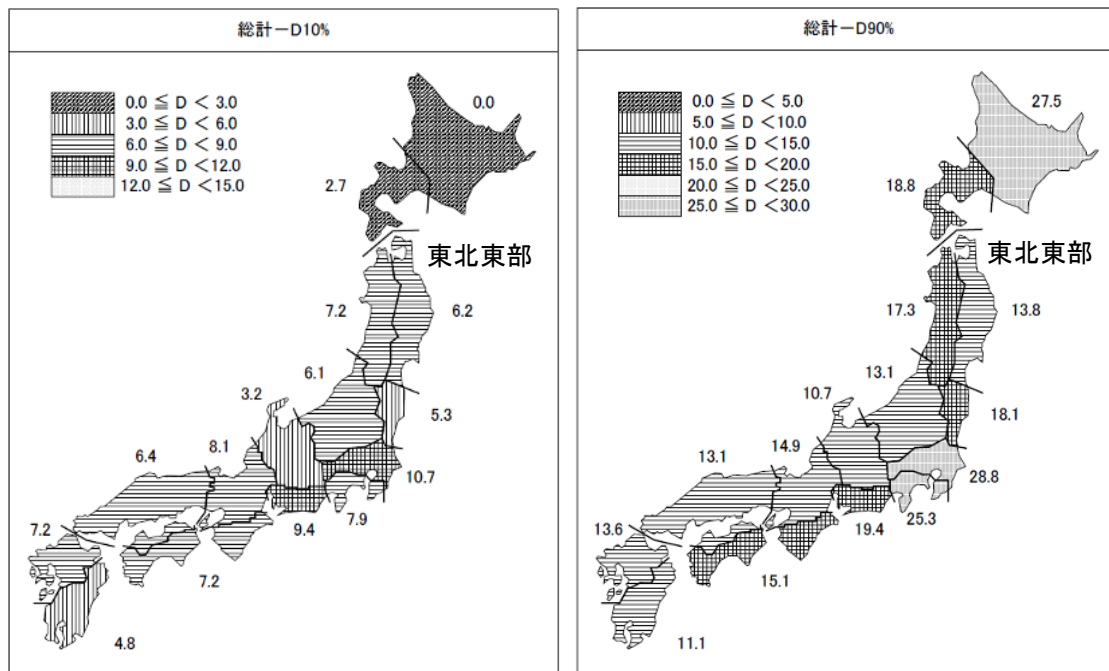 総計－D10%
0.0 ≦ D < 3.0
3.0 ≦ D < 6.0
6.0 ≦ D < 9.0
9.0 ≦ D <12.0
12.0 ≦ D <15.0
0.0
2.7
東北東部
7.2
6.2
6.1
3.2
5.3
8.1
6.4
10.7
9.4
7.9
7.2
7.2
4.8
総計－D90%
0.0 ≦ D < 5.0
5.0 ≦ D <10.0
10.0 ≦ D <15.0
15.0 ≦ D <20.0
20.0 ≦ D <25.0
25.0 ≦ D <30.0
27.5
18.8
東北東部
17.3
13.8
13.1
10.7
18.1
14.9
13.1
28.8
25.3
19.4
13.6
15.1
11.1